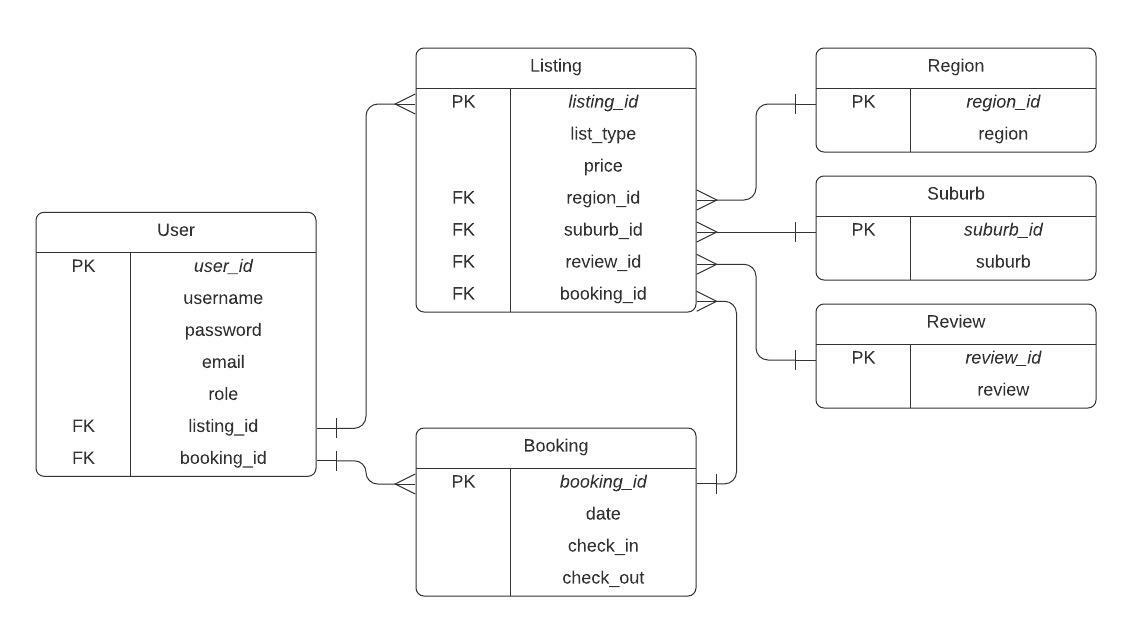 User
PK user_id
username
password
email
role
FK listing_id
FK booking_id
Listing
PK listing_id
list_type
price
FK region_id
FK suburb_id
FK review_id
FK booking_id
Booking
PK booking_id
date
check_in
check_out
Region
PK region_id
region
Suburb
PK suburb_id
suburb
Review
PK review_id
review